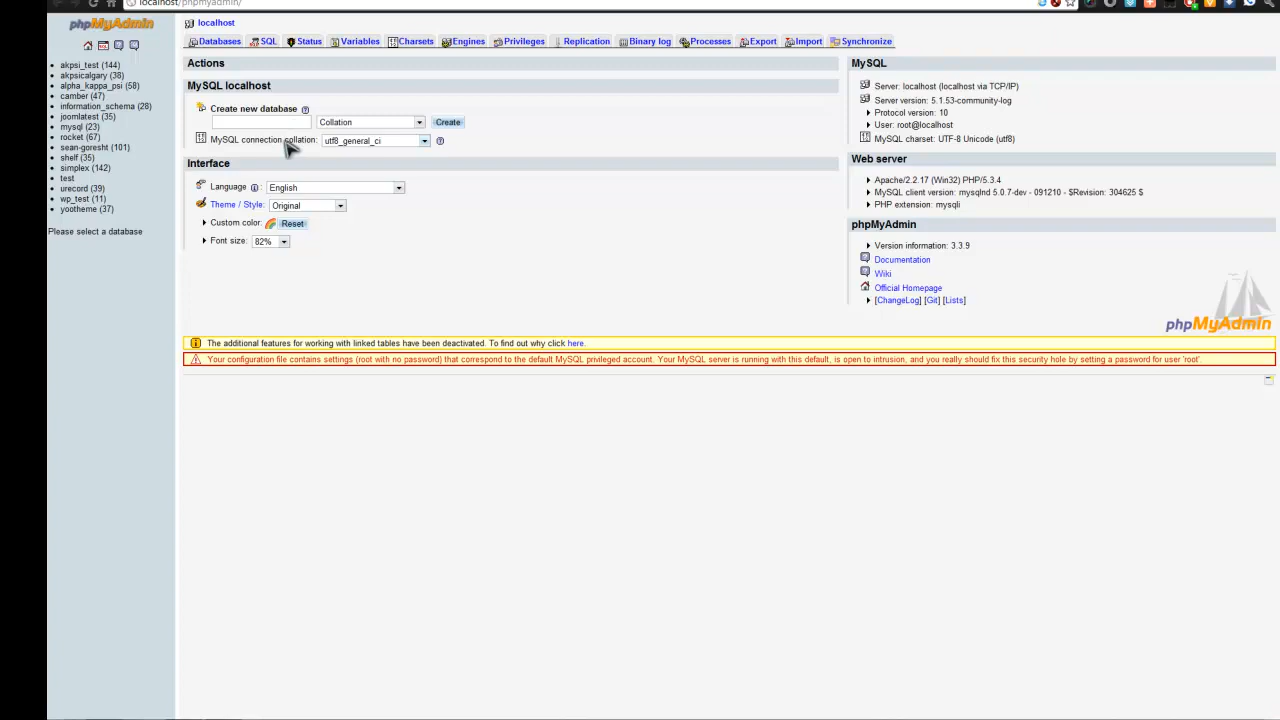 localhost/phpmyadmin/
phpMyAdmin
akpsi_test (144)
akpsicalgary (38)
alpha_kappa_psi (58)
camber (47)
information_schema (28)
joomlatest (35)
mysql (23)
rocket (67)
sean-goresht (101)
shelf (35)
simplex (142)
test
urecord (39)
wp_test (11)
yootheme (37)
Please select a database
localhost
Databases SQL Status Variables Charsets Engines Privileges Replication Binary log Processes Export Import Synchronize
Actions
MySQL localhost
Create new database
Collation Create
MySQL connection collation: utf8_general_ci
Interface
Language : English
Theme / Style: Original
Custom color: Reset
Font size: 82%
MySQL
Server: localhost (localhost via TCP/IP)
Server version: 5.1.53-community-log
Protocol version: 10
User: root@localhost
MySQL charset: UTF-8 Unicode (utf8)
Web server
Apache/2.2.17 (Win32) PHP/5.3.4
MySQL client version: mysqlnd 5.0.7-dev - 091210 - $Revision: 304625 $
PHP extension: mysqli
phpMyAdmin
Version information: 3.3.9
Documentation
Wiki
Official Homepage
[ChangeLog] [Git] [Lists]
phpMyAdmin
The additional features for working with linked tables have been deactivated. To find out why click here.
Your configuration file contains settings (root with no password) that correspond to the default MySQL privileged account. Your MySQL server is running with this default, is open to intrusion, and you really should fix this security hole by setting a password for user 'root'.